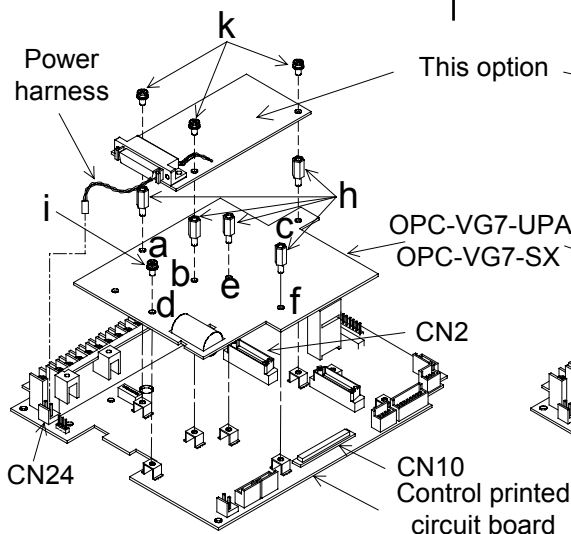 k
Power
harness
This option
i
h
a
c
b
e
d
f
OPC-VG7-UPA
OPC-VG7-SX
CN2
CN24
CN10
Control printed
circuit board